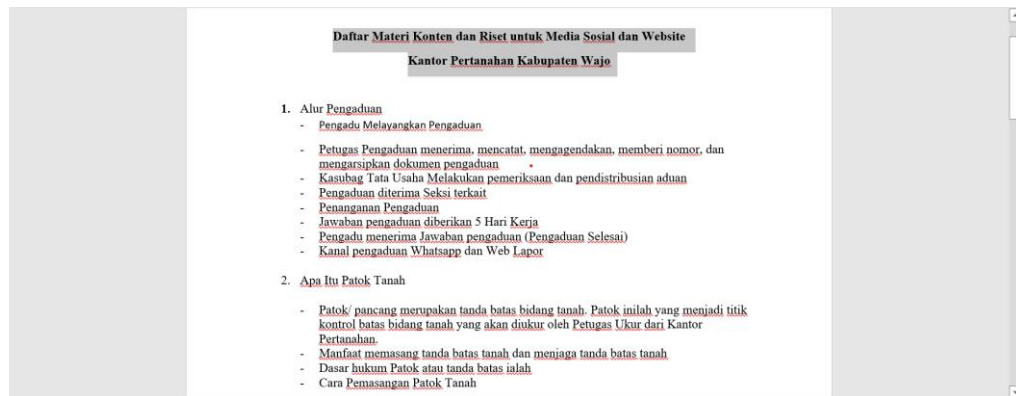 Daftar Materi Konten dan Riset untuk Media Sosial dan Website
Kantor Pertanahan Kabupaten Wajo
1. Alur Pengaduan
- Pengadu Melayangkan Pengaduan
- Petugas Pengaduan menerima, mencatat, mengagendakan, memberi nomor, dan
mengarsipkan dokumen pengaduan
- Kasubag Tata Usaha Melakukan pemeriksaan dan pendistribusian aduan
- Pengaduan diterima Seksi terkait
- Penanganan Pengaduan
- Jawaban pengaduan diberikan 5 Hari Kerja
- Pengadu menerima Jawaban pengaduan (Pengaduan Selesai)
- Kanal pengaduan Whatsapp dan Web Lapor
2. Apa Itu Patok Tanah
- Patok/ pancang merupakan tanda batas bidang tanah. Patok inilah yang menjadi titik
kontrol batas bidang tanah yang akan diukur oleh Petugas Ukur dari Kantor
Pertanahan.
- Manfaat memasang tanda batas tanah dan menjaga tanda batas tanah
- Dasar hukum Patok atau tanda batas ialah
- Cara Pemasangan Patok Tanah